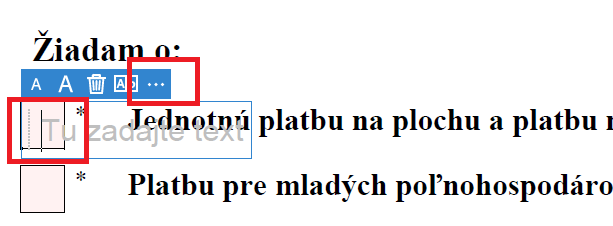 Žiadam o:
A A A
* Jednotnú platbu na plochu a platbu
Tu zadajte text
* Platbu pre mladých poľnohospodáro